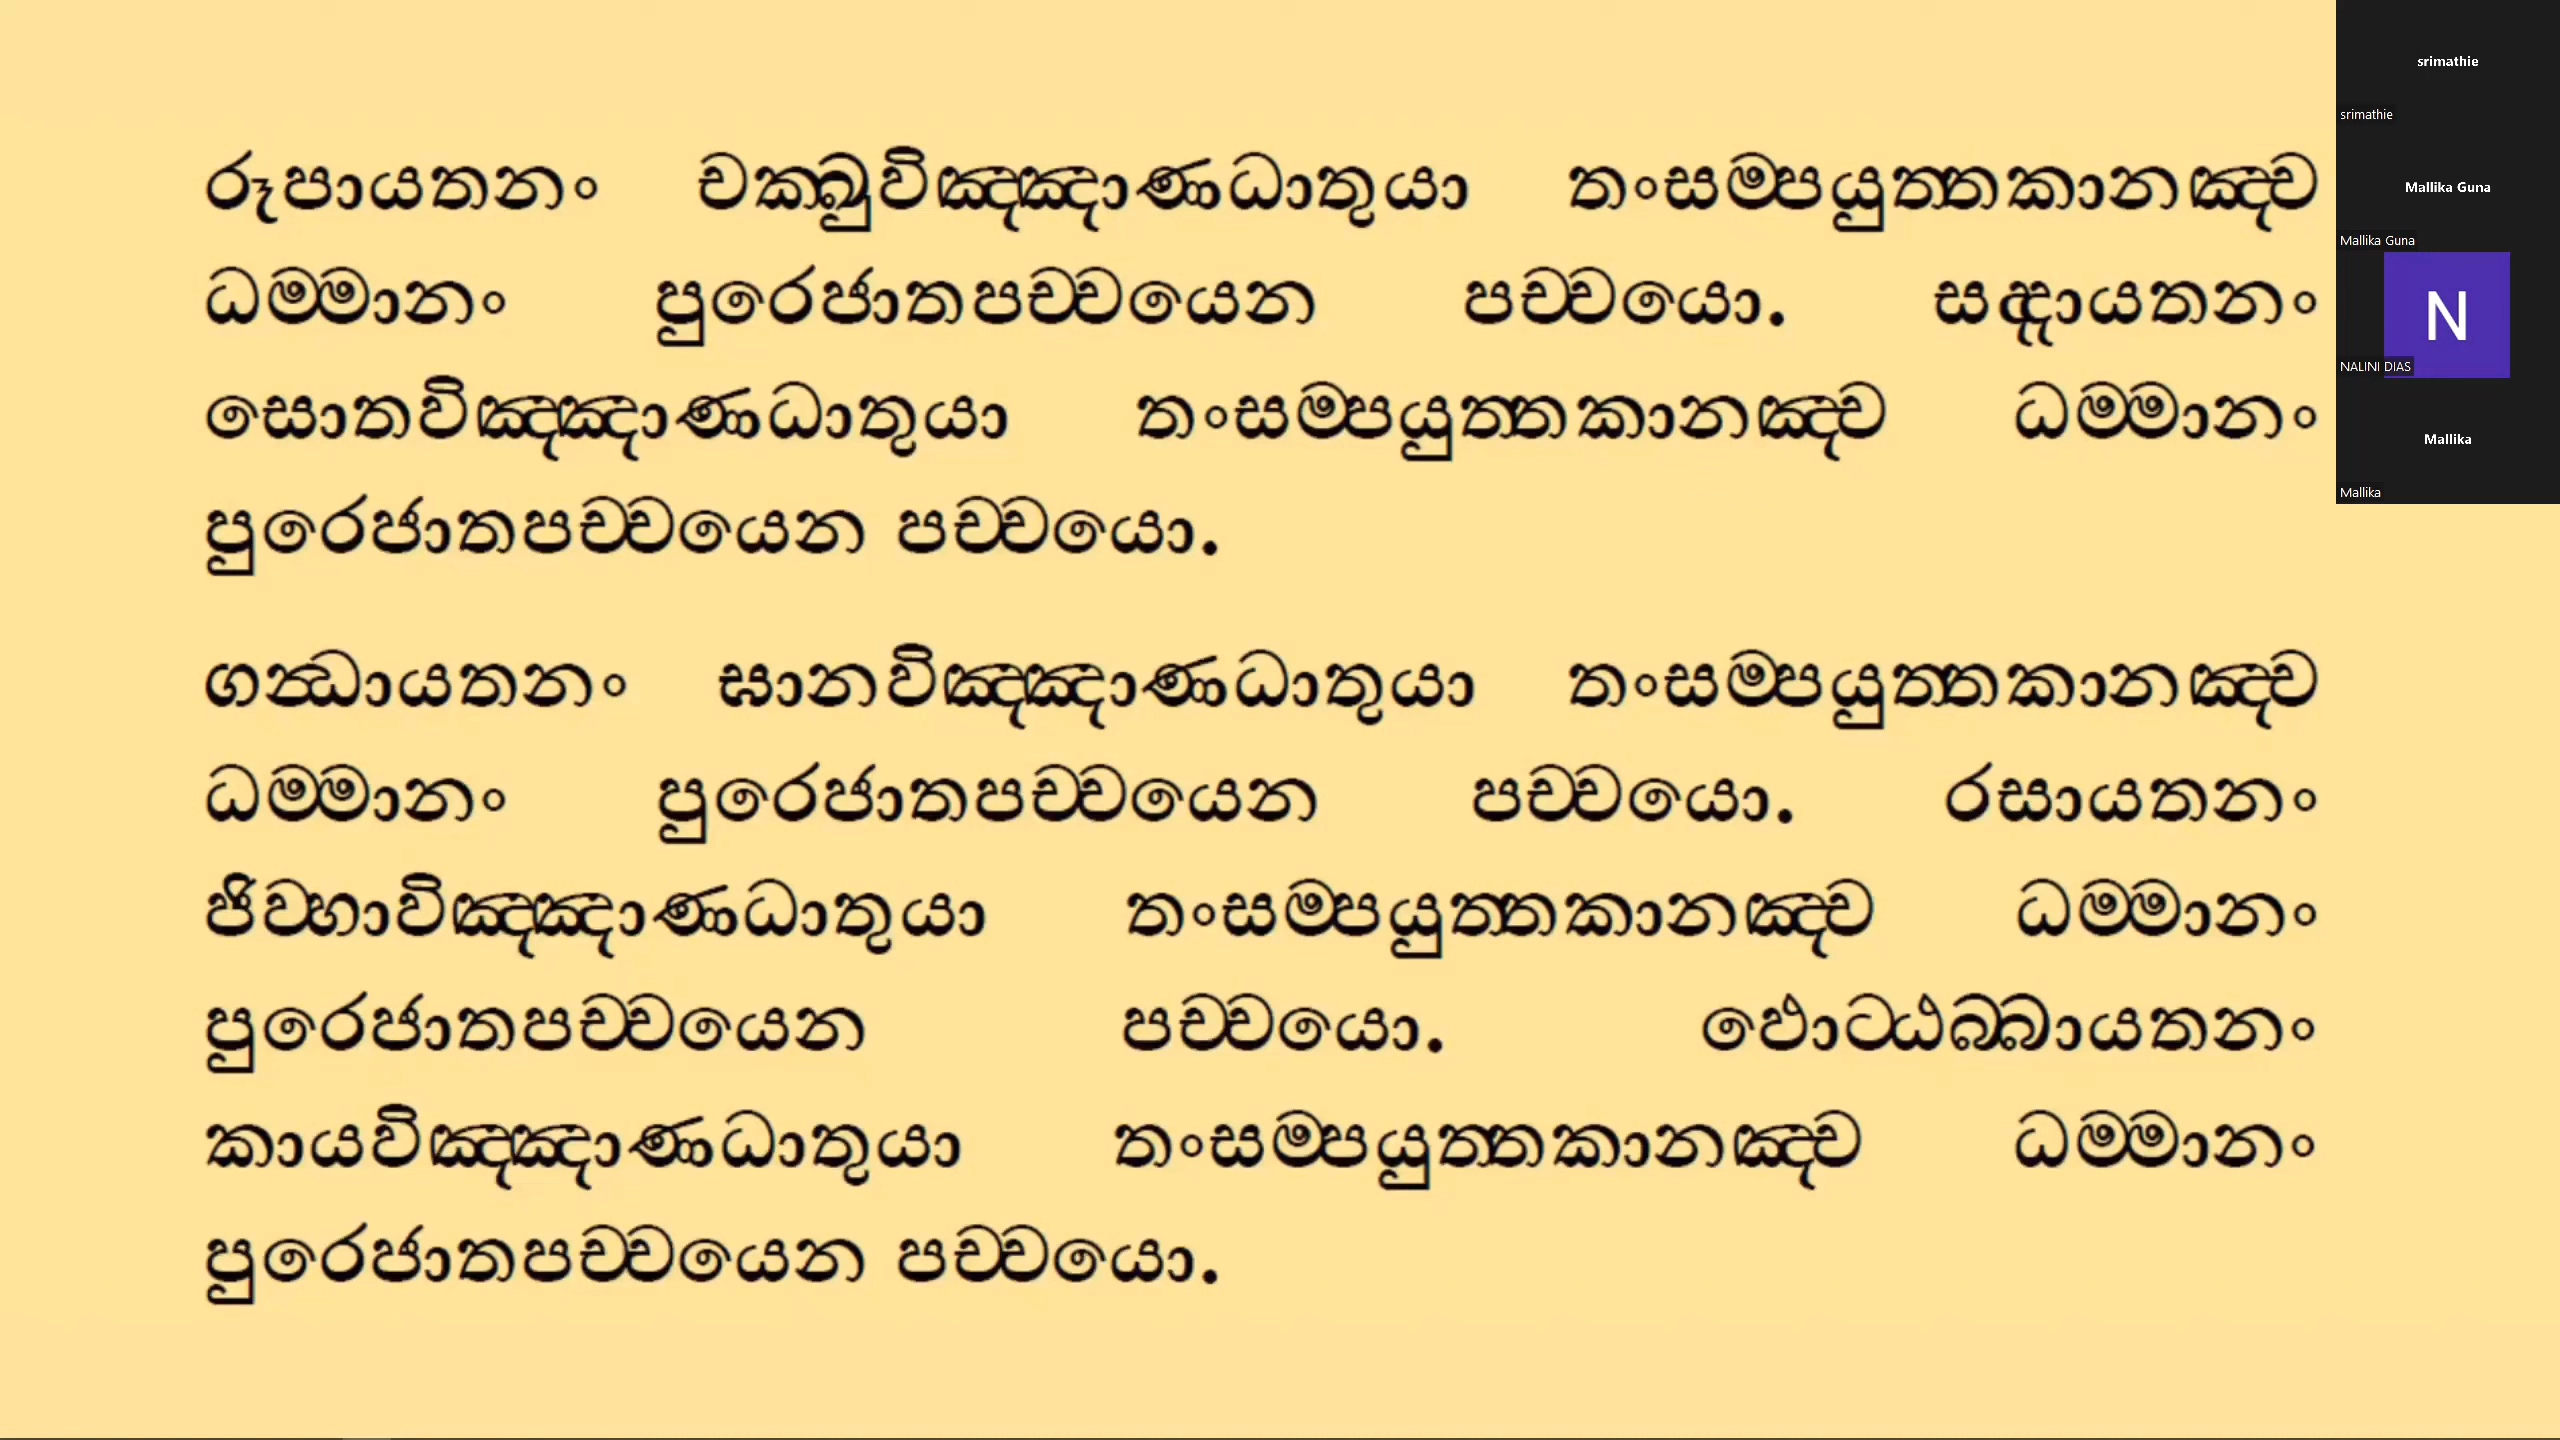 රූපායතනං චක්‍ඛුවිඤ්‍ඤාණධාතුයා තංසම්‍පයුත්‍තකානඤ්‍ච
ධම්‍මානං පුරෙජාතපච්‍චයෙන පච්‍චයො. සද්‍දායතනං
සොතවිඤ්‍ඤාණධාතුයා තංසම්‍පයුත්‍තකානඤ්‍ච ධම්‍මානං
පුරෙජාතපච්‍චයෙන පච්‍චයො.
ගන්‍ධායතනං ඝානවිඤ්‍ඤාණධාතුයා තංසම්‍පයුත්‍තකානඤ්‍ච
ධම්‍මානං පුරෙජාතපච්‍චයෙන පච්‍චයො. රසායතනං
ජිව්‍හාවිඤ්‍ඤාණධාතුයා තංසම්‍පයුත්‍තකානඤ්‍ච ධම්‍මානං
පුරෙජාතපච්‍චයෙන පච්‍චයො. ඵොට්‍ඨබ්‍බායතනං
කායවිඤ්‍ඤාණධාතුයා තංසම්‍පයුත්‍තකානඤ්‍ච ධම්‍මානං
පුරෙජාතපච්‍චයෙන පච්‍චයො.
srimathie
srimathie
Mallika Guna
Mallika Guna
N
NALINI DIAS
Mallika
Mallika